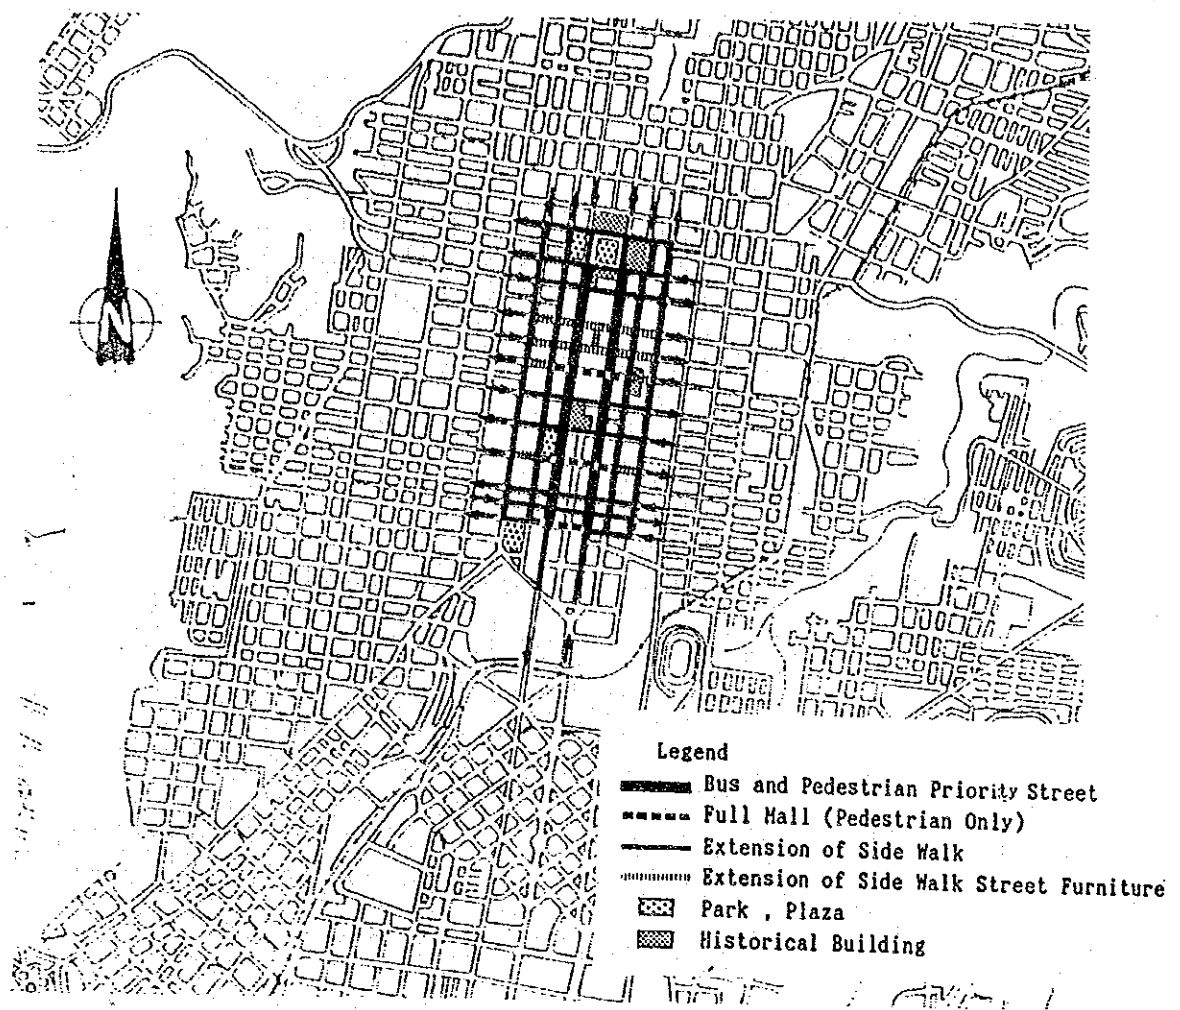 N
Legend
Bus and Pedestrian Priority Street
Full Mall (Pedestrian Only)
Extension of Side Walk
Extension of Side Walk Street Furniture
Park , Plaza
Historical Building